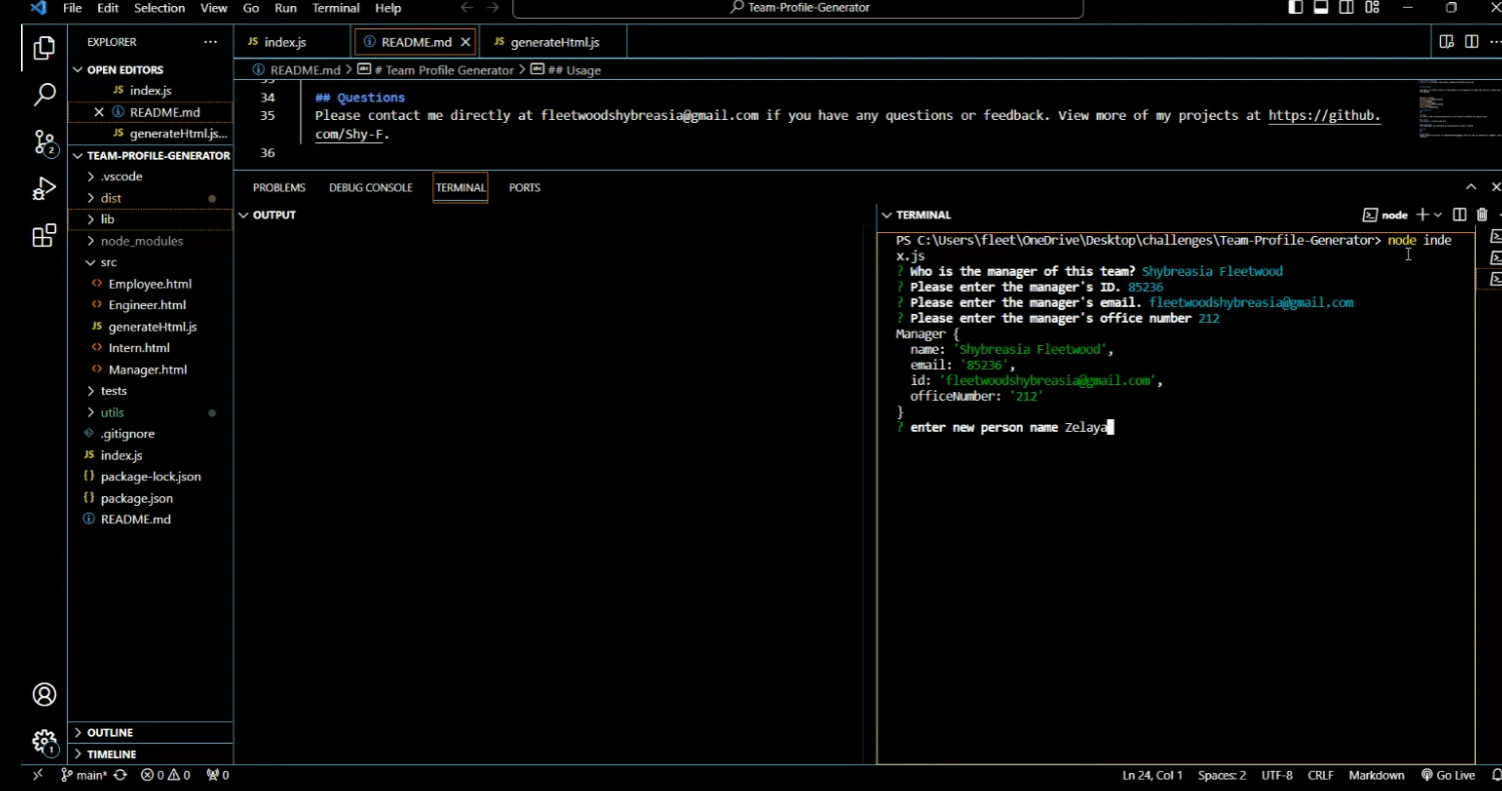 File Edit Selection View Go Run Terminal Help
Team-Profile-Generator
EXPLORER
OPEN EDITORS
JS index.js
README.md
JS generateHtml.js...
TEAM-PROFILE-GENERATOR
.vscode
dist
lib
node_modules
src
<> Employee.html
<> Engineer.html
JS generateHtml.js
<> Intern.html
<> Manager.html
tests
utils
.gitignore
JS index.js
{} package-lock.json
{} package.json
README.md
OUTLINE
TIMELINE
JS index.js README.md JS generateHtml.js
README.md > # Team Profile Generator > ## Usage
34 ## Questions
35 Please contact me directly at fleetwoodshybreasia@gmail.com if you have any questions or feedback. View more of my projects at https://github.
com/Shy-F.
36
PROBLEMS DEBUG CONSOLE TERMINAL PORTS
OUTPUT
TERMINAL
node
PS C:\Users\fleet\OneDrive\Desktop\challenges\Team-Profile-Generator> node inde
x.js
? Who is the manager of this team? Shybreasia Fleetwood
? Please enter the manager's ID. 85236
? Please enter the manager's email. fleetwoodshybreasia@gmail.com
? Please enter the manager's office number 212
Manager {
name: 'Shybreasia Fleetwood',
email: '85236',
id: 'fleetwoodshybreasia@gmail.com',
officeNumber: '212'
}
? enter new person name Zelaya
2
1
main* 0 0 0
Ln 24, Col 1 Spaces: 2 UTF-8 CRLF Markdown Go Live